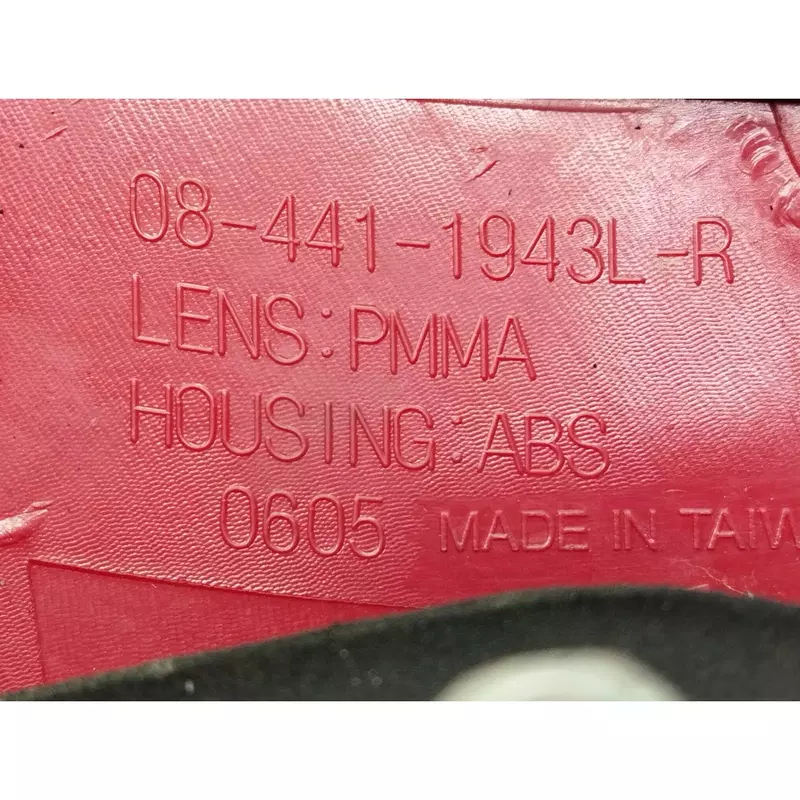 08-441-1943L-R
LENS:PMMA
HOUSING:ABS
0605 MADE IN TAIW